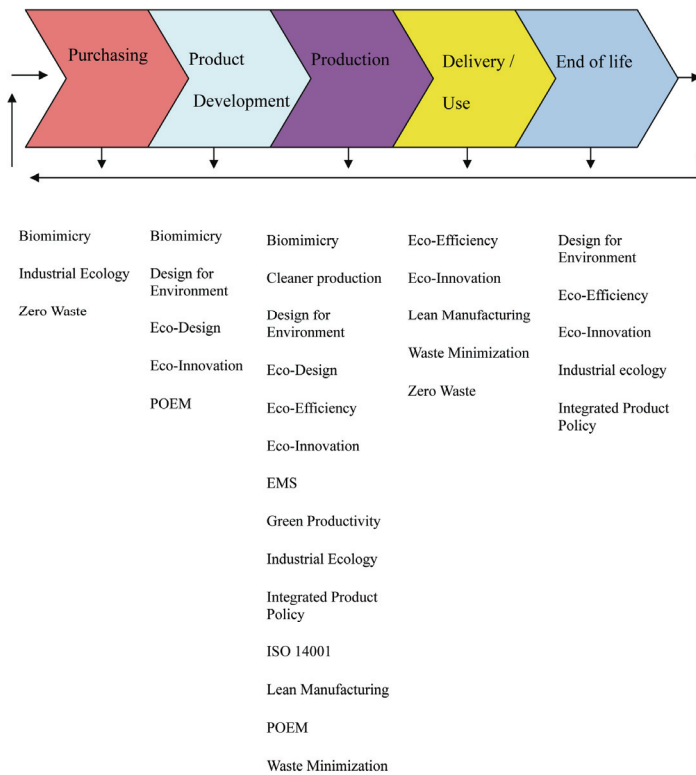 Purchasing
Product
Development
Production
Delivery /
Use
End of life
Biomimicry
Industrial Ecology
Zero Waste
Biomimicry
Design for
Environment
Eco-Design
Eco-Innovation
POEM
Biomimicry
Cleaner production
Design for
Environment
Eco-Design
Eco-Efficiency
Eco-Innovation
EMS
Green Productivity
Industrial Ecology
Integrated Product
Policy
ISO 14001
Lean Manufacturing
POEM
Waste Minimization
Eco-Efficiency
Eco-Innovation
Lean Manufacturing
Waste Minimization
Zero Waste
Design for
Environment
Eco-Efficiency
Eco-Innovation
Industrial ecology
Integrated Product
Policy